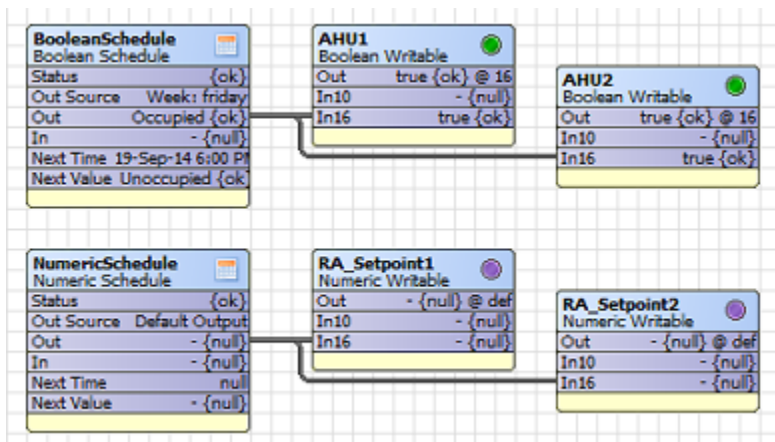 BooleanSchedule
Boolean Schedule
Status {ok}
Out Source Week: friday
Out Occupied {ok}
In - {null}
Next Time 19-Sep-14 6:00 P
Next Value Unoccupied {ok
AHU1
Boolean Writable
Out true {ok} @ 16
In10 - {null}
In16 true {ok}
AHU2
Boolean Writable
Out true {ok} @ 16
In10 - {null}
In16 true {ok}
NumericSchedule
Numeric Schedule
Status {ok}
Out Source Default Output
Out - {null}
In - {null}
Next Time null
Next Value - {null}
RA_Setpoint1
Numeric Writable
Out - {null} @ def
In10 - {null}
In16 - {null}
RA_Setpoint2
Numeric Writable
Out - {null} @ def
In10 - {null}
In16 - {null}